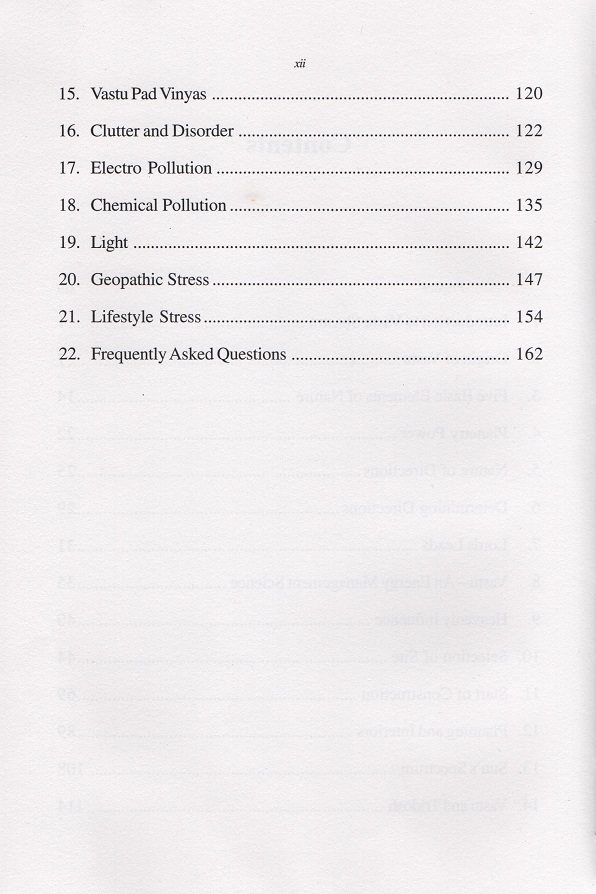 xii
15. Vastu Pad Vinyas ................................................................ 120
16. Clutter and Disorder ........................................................... 122
17. Electro Pollution ............................................................... 129
18. Chemical Pollution ............................................................ 135
19. Light ................................................................................. 142
20. Geopathic Stress ................................................................ 147
21. Lifestyle Stress .................................................................. 154
22. Frequently Asked Questions ............................................... 162